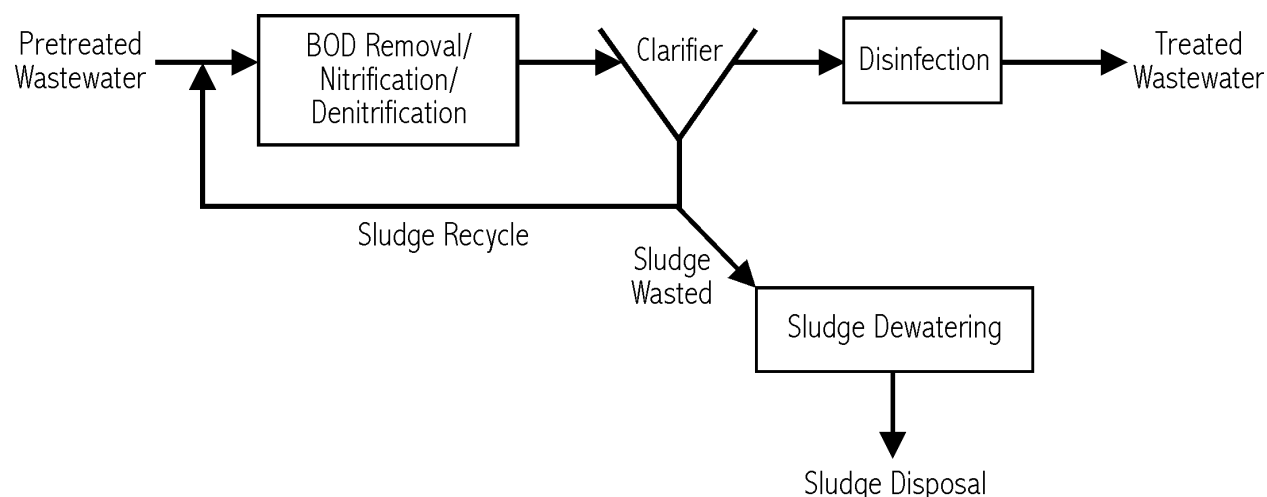 Pretreated
Wastewater
BOD Removal/
Nitrification/
Denitrification
Clarifier
Disinfection
Treated
Wastewater
Sludge Recycle
Sludge
Wasted
Sludge Dewatering
Sludge Disposal